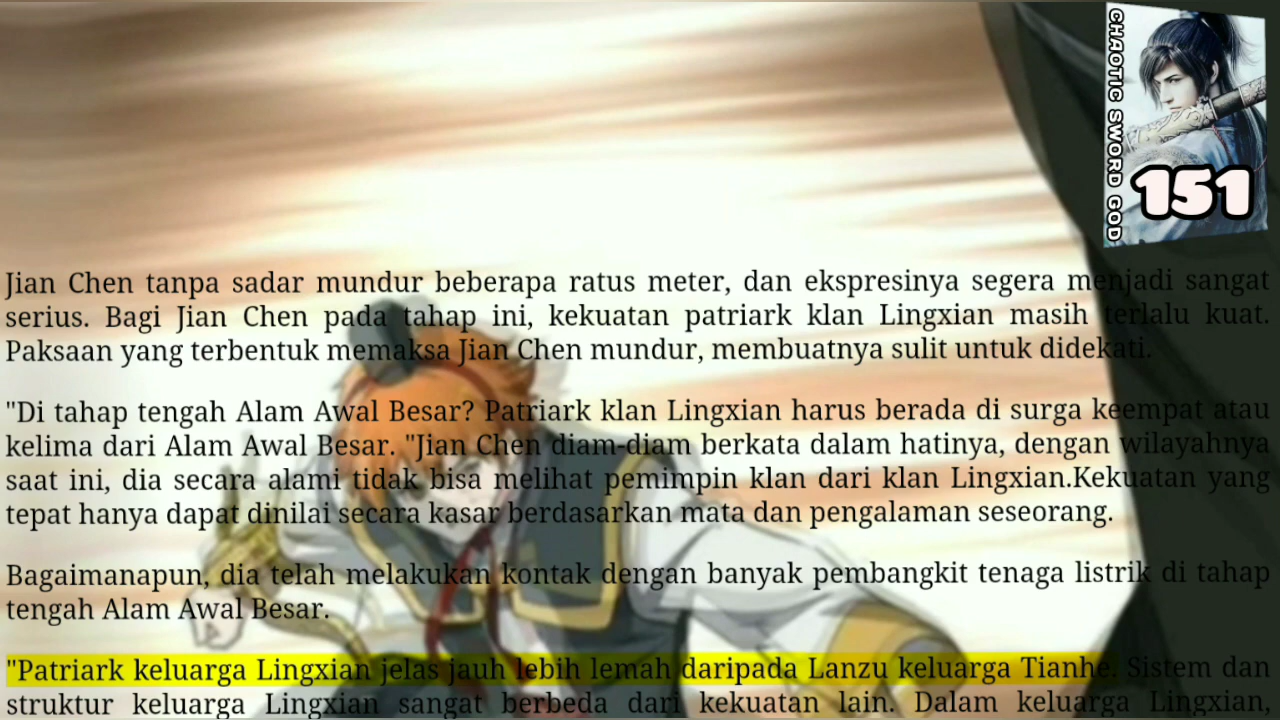 CHAOTIC SWORD GOD
151
Jian Chen tanpa sadar mundur beberapa ratus meter, dan ekspresinya segera menjadi sangat
serius. Bagi Jian Chen pada tahap ini, kekuatan patriark klan Lingxian masih terlalu kuat.
Paksaan yang terbentuk memaksa Jian Chen mundur, membuatnya sulit untuk didekati.
"Di tahap tengah Alam Awal Besar? Patriark klan Lingxian harus berada di surga keempat atau
kelima dari Alam Awal Besar. "Jian Chen diam-diam berkata dalam hatinya, dengan wilayahnya
saat ini, dia secara alami tidak bisa melihat pemimpin klan dari klan Lingxian.Kekuatan yang
tepat hanya dapat dinilai secara kasar berdasarkan mata dan pengalaman seseorang.
Bagaimanapun, dia telah melakukan kontak dengan banyak pembangkit tenaga listrik di tahap
tengah Alam Awal Besar.
"Patriark keluarga Lingxian jelas jauh lebih lemah daripada Lanzu keluarga Tianhe. Sistem dan
struktur keluarga Lingxian sangat berbeda dari kekuatan lain. Dalam keluarga Lingxian,